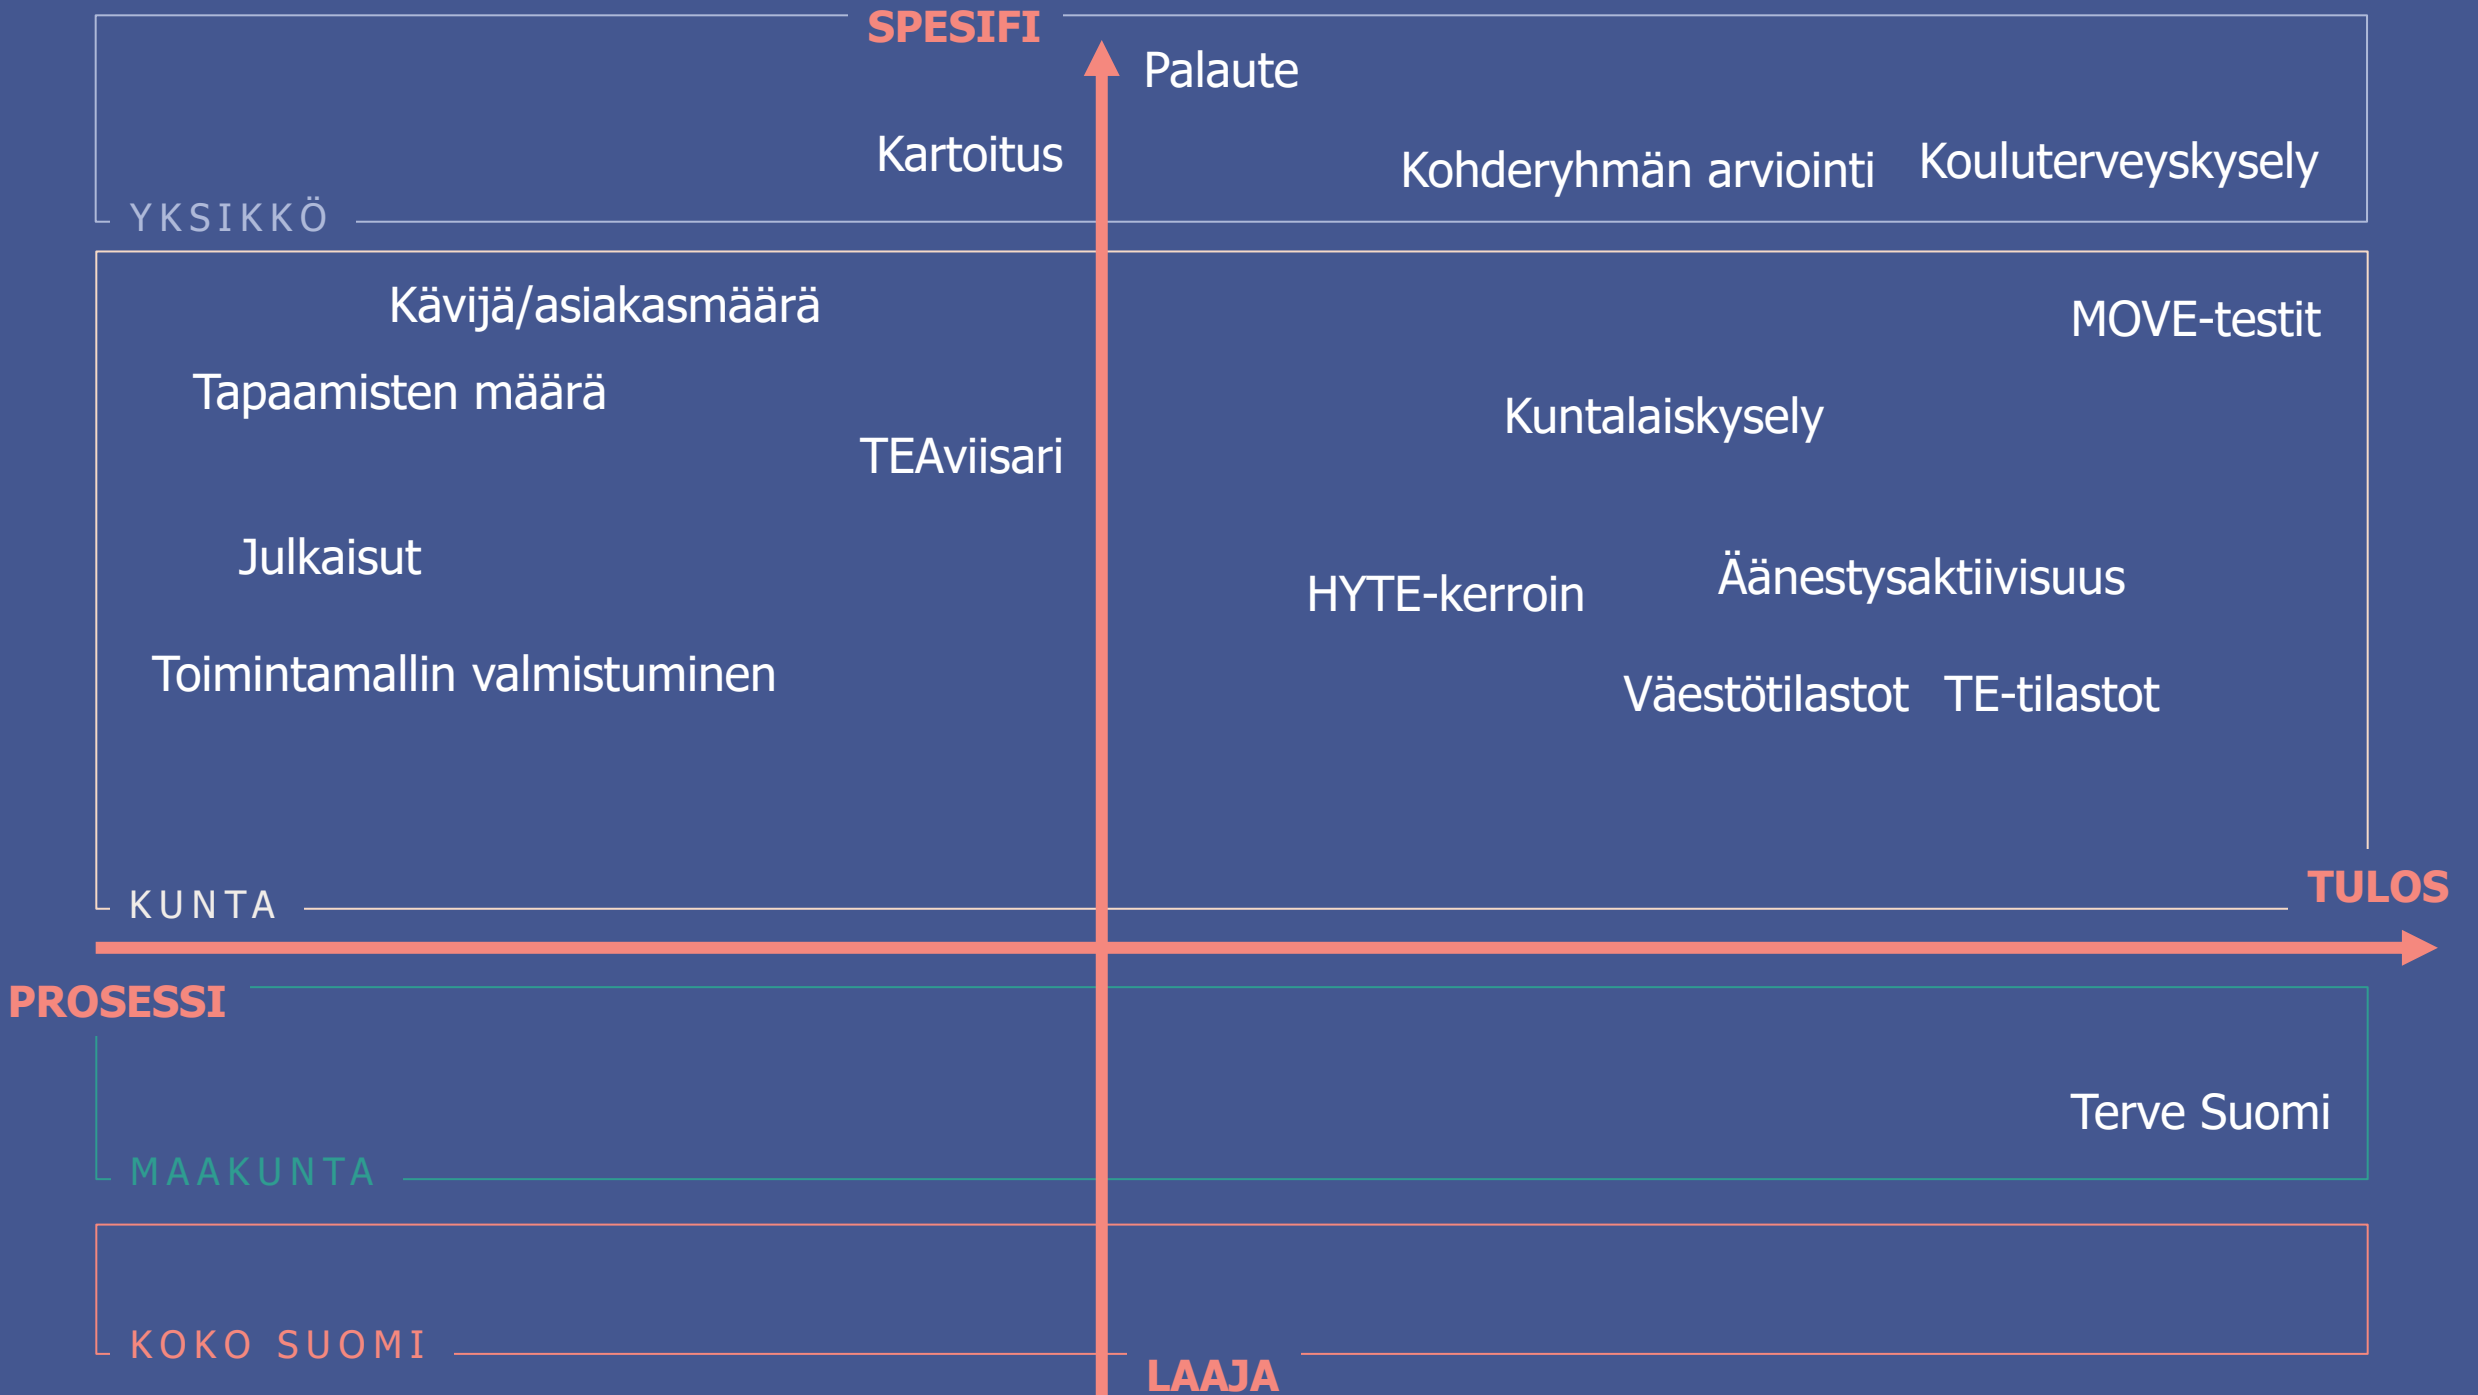 SPESIFI
Palaute
Kartoitus
Kohderyhmän arviointi
Kouluterveyskysely
YKSIKKÖ
Kävijä/asiakasmäärä
MOVE-testit
Tapaamisten määrä
Kuntalaiskysely
TEAviisari
Julkaisut
HYTE-kerroin
Äänestysaktiivisuus
Toimintamallin valmistuminen
Väestötilastot
TE-tilastot
TULOS
KUNTA
PROSESSI
Terve Suomi
MAAKUNTA
KOKO SUOMI
LAAJA